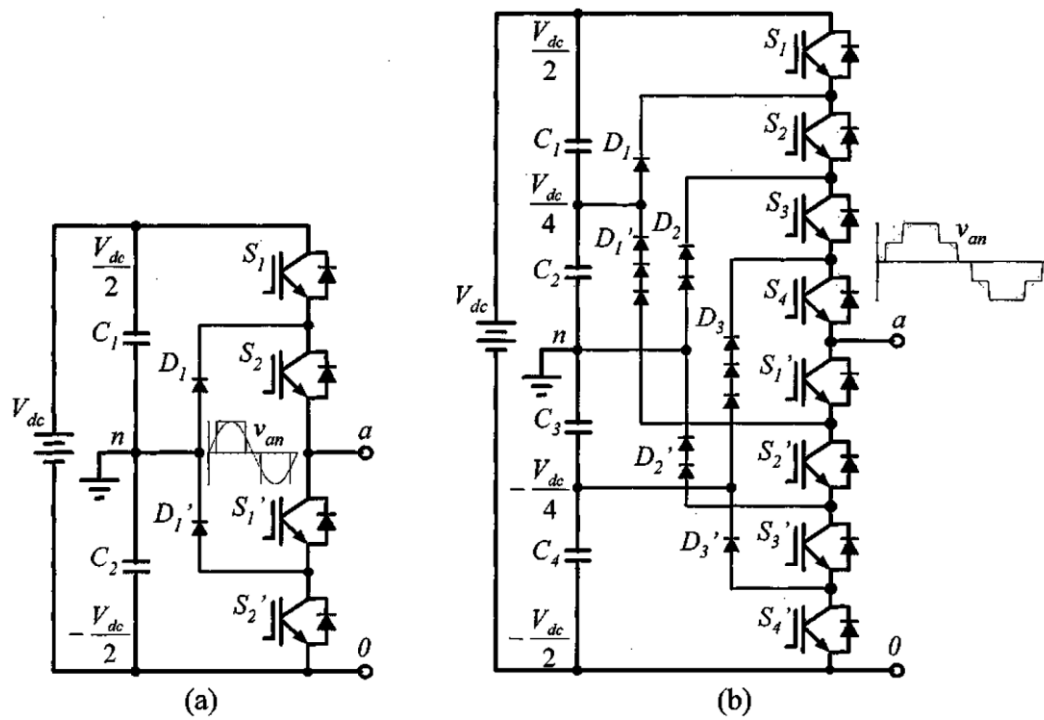 V_dc/2
C_1
V_dc
n
C_2
-V_dc/2
S_1
S_2
D_1
v_an
a
D_1'
S_1'
S_2'
0
(a)
V_dc/2
C_1
V_dc/4
C_2
V_dc
n
C_3
-V_dc/4
C_4
-V_dc/2
D_1
D_1'
D_2
D_3
D_2'
D_3'
S_1
S_2
S_3
S_4
v_an
a
S_1'
S_2'
S_3'
S_4'
0
(b)